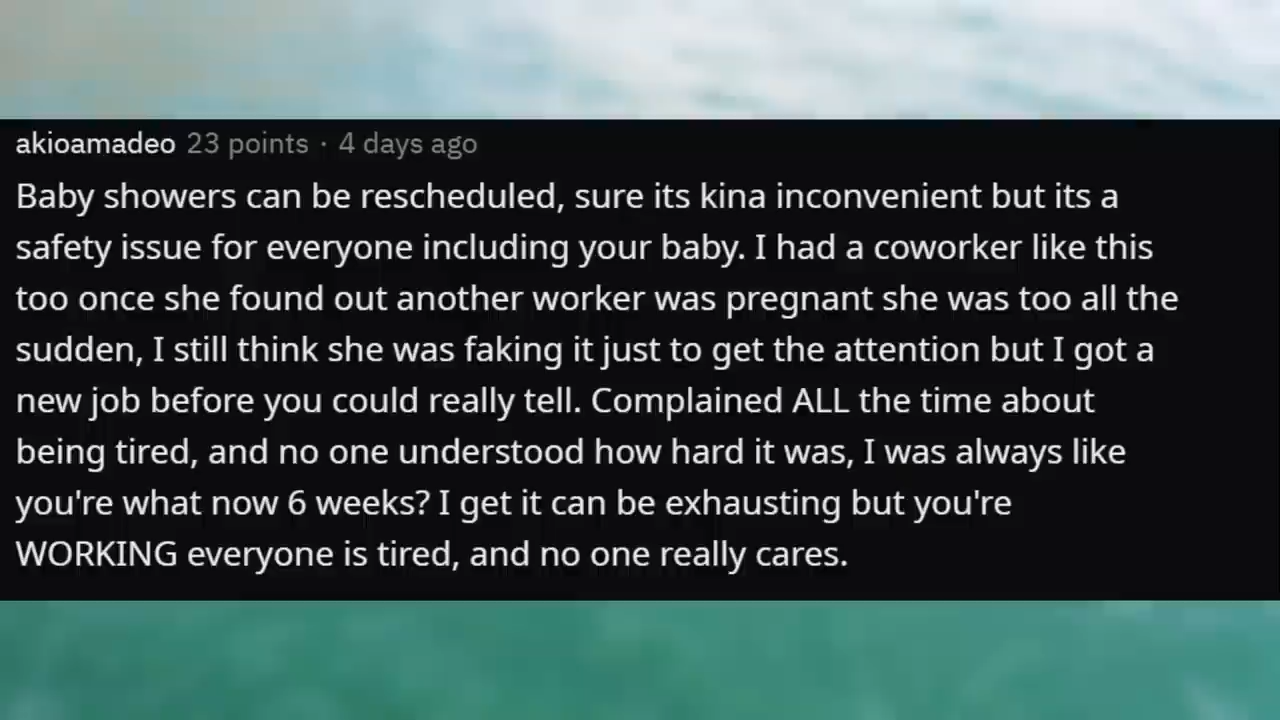 akioamadeo 23 points · 4 days ago
Baby showers can be rescheduled, sure its kina inconvenient but its a
safety issue for everyone including your baby. I had a coworker like this
too once she found out another worker was pregnant she was too all the
sudden, I still think she was faking it just to get the attention but I got a
new job before you could really tell. Complained ALL the time about
being tired, and no one understood how hard it was, I was always like
you're what now 6 weeks? I get it can be exhausting but you're
WORKING everyone is tired, and no one really cares.